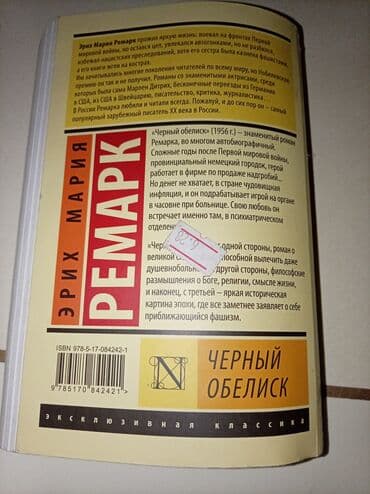 Эрих Мария Ремарк прожил яркую жизнь: воевал на фронтах Первой
мировой войны, но остался цел, увлекался автогонками, но не разбился,
избежал нацистских преследований, хотя его сестра была казнена фашистами,
а его книги жгли на кострах.
Им зачитывались многие поколения читателей по всему миру, но Нобелевскую
премию он так и не получил. Романы со знаменитыми актрисами, среди
которых была сама Марлен Дитрих, бесконечные переезды из Германии
в США, из США в Швейцарию, писательство, критика, журналистика...
В России Ремарка любили и читали всегда. Пожалуй, и до сих пор он – самый
популярный зарубежный писатель XX века в России.
ЭРИХ МАРИЯ
РЕМАРК
«Черный обелиск» (1956 г.) – знаменитый роман
Ремарка, во многом автобиографичный.
Сложные годы после Первой мировой войны,
провинциальный немецкий городок, герой
работает в фирме по продаже надгробий...
Но денег не хватает, в стране чудовищная
инфляция, и он подрабатывает игрой на органе
в часовне при больнице. Свою любовь он
встречает именно там, в психиатрическом
отделении
«Чер одной стороны, роман о
великой способной вылечить даже
душевнобольн другой стороны, философские
размышления о Боге, религии, смысле жизни
и, наконец, с третьей – яркая историческая
картина эпохи, где все заметнее заявляет о себе
приближающийся фашизм.
ISBN 978-5-17-084242-1
9785170842421>
N
ЧЕРНЫЙ
ОБЕЛИСК
эксклюзивная классика